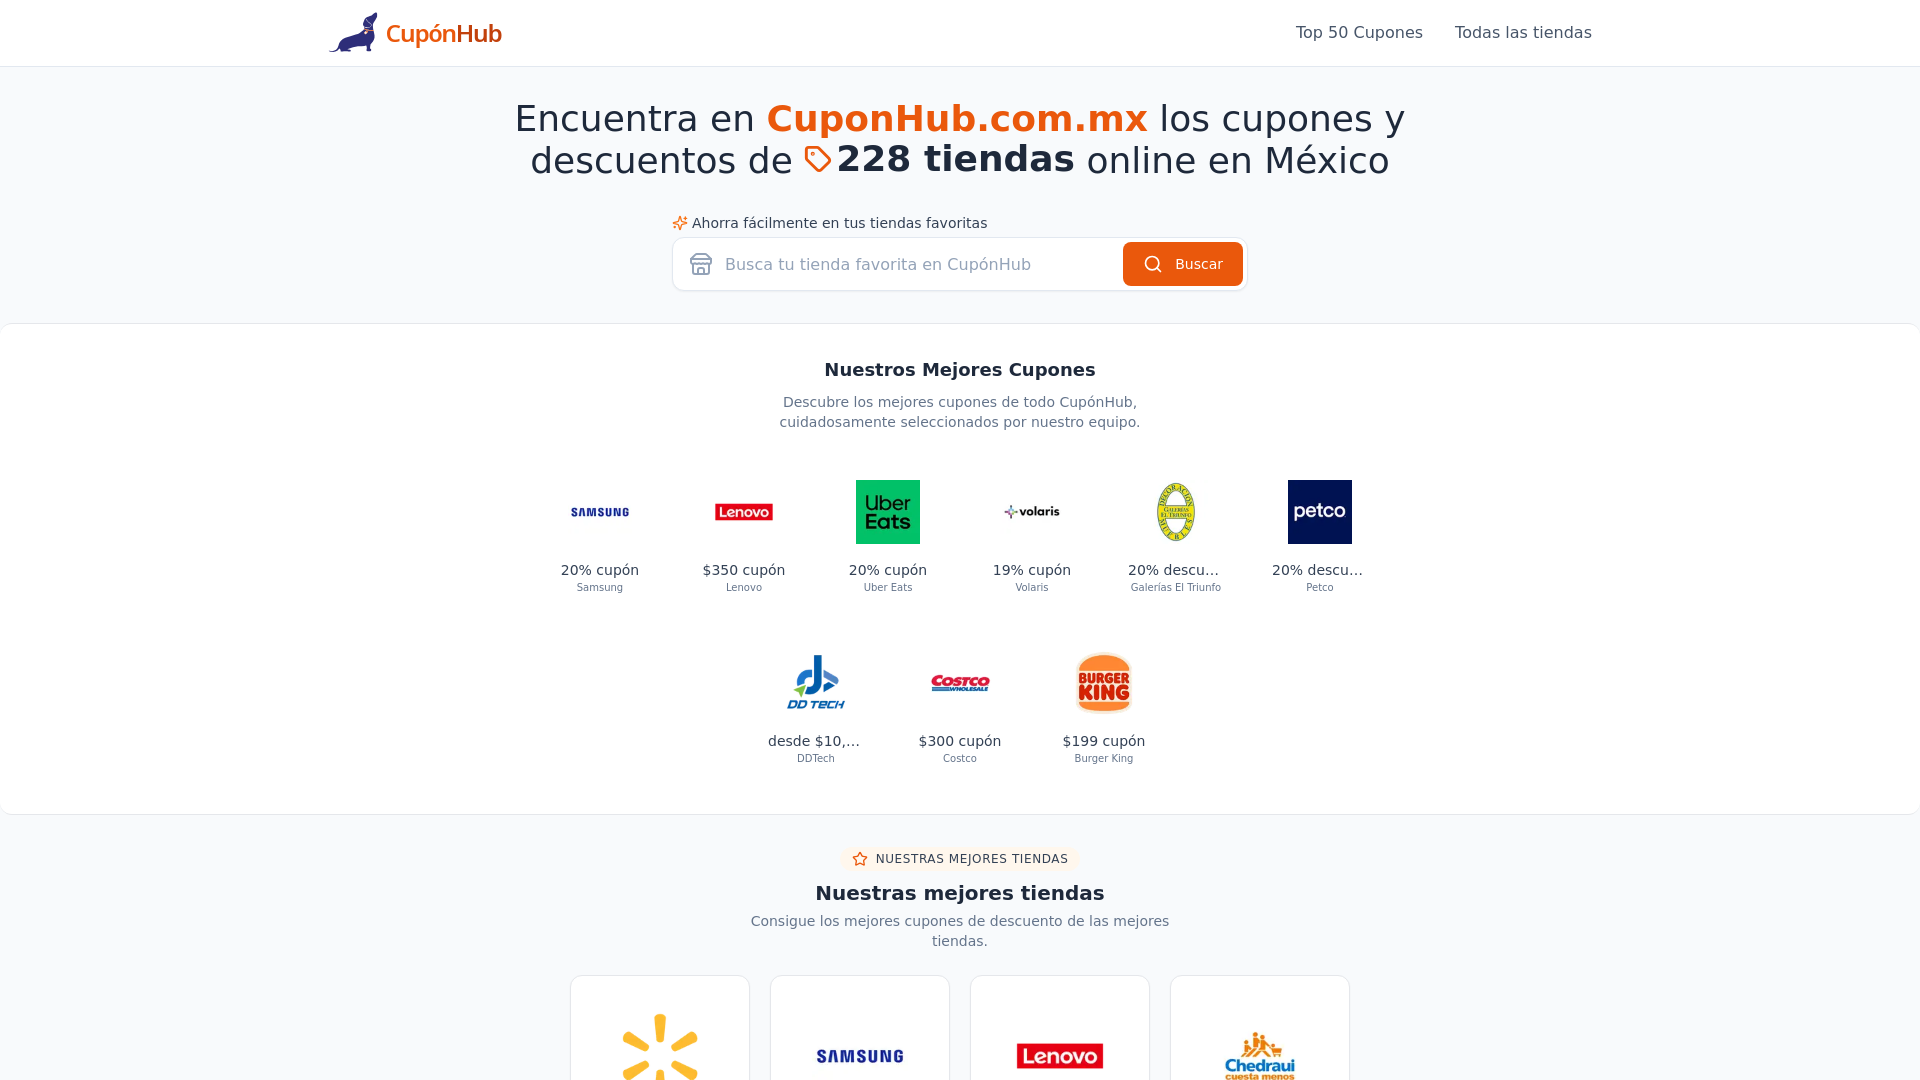 CupónHub
Top 50 Cupones
Todas las tiendas
Encuentra en CuponHub.com.mx los cupones y
descuentos de 228 tiendas online en México
Ahorra fácilmente en tus tiendas favoritas
Busca tu tienda favorita en CupónHub
Buscar
Nuestros Mejores Cupones
Descubre los mejores cupones de todo CupónHub,
cuidadosamente seleccionados por nuestro equipo.
SAMSUNG
Lenovo
Uber
Eats
volaris
DECORACION
GALERÍAS
EL TRIUNFO
MUEBLES
petco
20% cupón
Samsung
$350 cupón
Lenovo
20% cupón
Uber Eats
19% cupón
Volaris
20% descu...
Galerías El Triunfo
20% descu...
Petco
DD TECH
COSTCO
WHOLESALE
BURGER
KING
desde $10,...
DDTech
$300 cupón
Costco
$199 cupón
Burger King
NUESTRAS MEJORES TIENDAS
Nuestras mejores tiendas
Consigue los mejores cupones de descuento de las mejores
tiendas.
SAMSUNG
Lenovo
Chedraui
cuesta menos